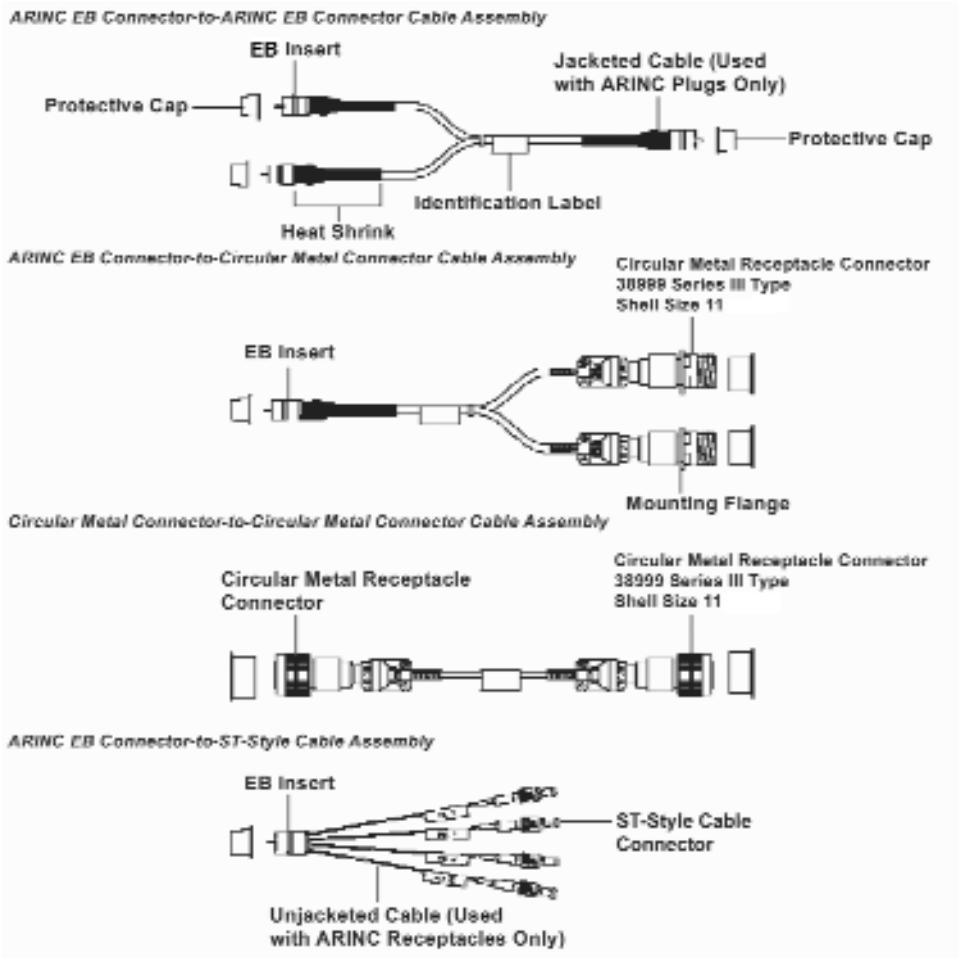 ARINC EB Connector-to-ARINC EB Connector Cable Assembly
EB Insert
Jacketed Cable (Used
with ARINC Plugs Only)
Protective Cap
Protective Cap
Identification Label
Heat Shrink
ARINC EB Connector-to-Circular Metal Connector Cable Assembly
Circular Metal Receptacle Connector
38999 Series III Type
Shell Size 11
EB Insert
Mounting Flange
Circular Metal Connector-to-Circular Metal Connector Cable Assembly
Circular Metal Receptacle
Connector
Circular Metal Receptacle Connector
38999 Series III Type
Shell Size 11
ARINC EB Connector-to-ST-Style Cable Assembly
EB Insert
ST-Style Cable
Connector
Unjacketed Cable (Used
with ARINC Receptacles Only)